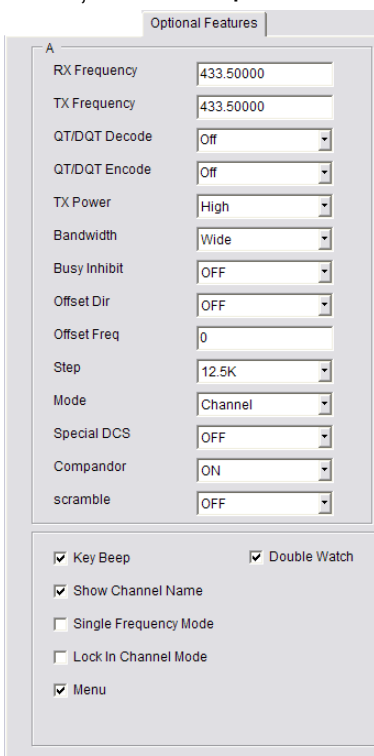 Optional Features
A
RX Frequency 433.50000
TX Frequency 433.50000
QT/DQT Decode Off
QT/DQT Encode Off
TX Power High
Bandwidth Wide
Busy Inhibit OFF
Offset Dir OFF
Offset Freq 0
Step 12.5K
Mode Channel
Special DCS OFF
Compandor ON
scramble OFF
Key Beep Double Watch
Show Channel Name
Single Frequency Mode
Lock In Channel Mode
Menu